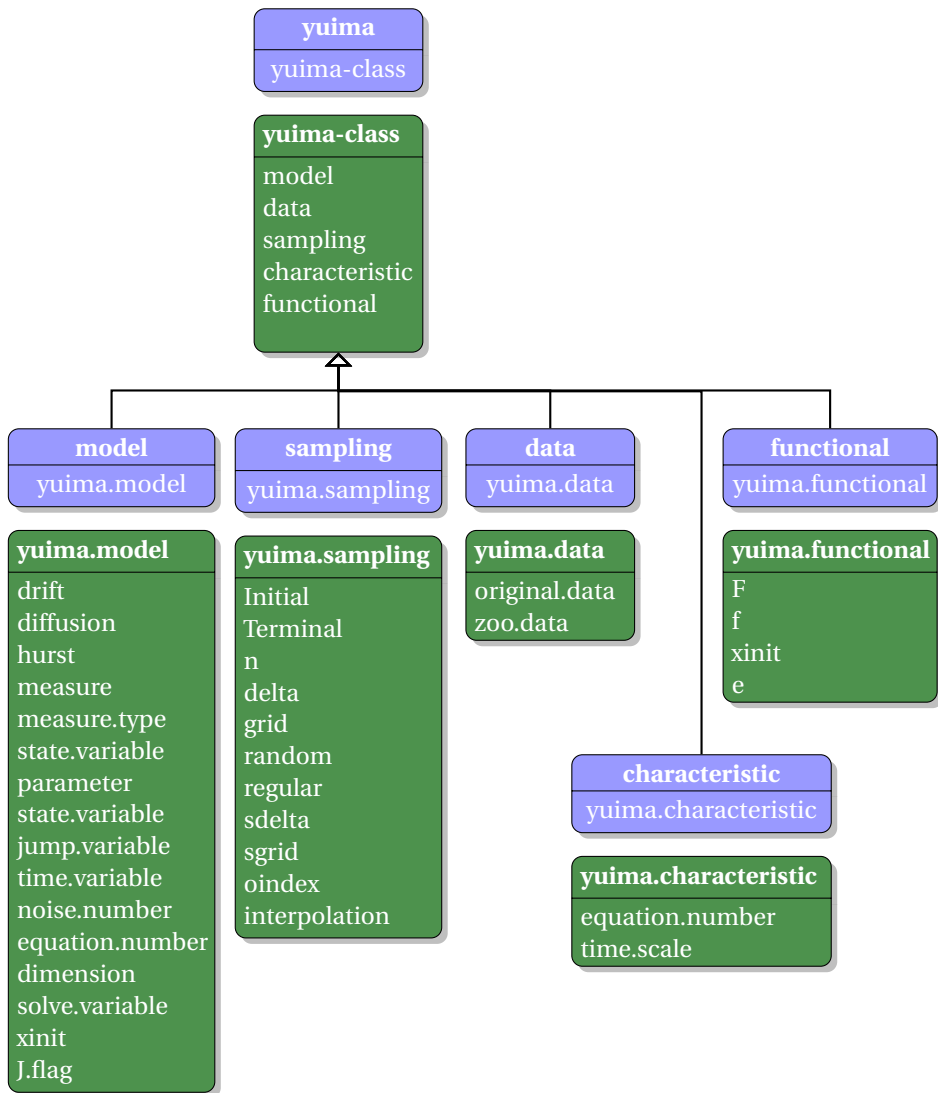 yuima
yuima-class
yuima-class
model
data
sampling
characteristic
functional
model
yuima.model
yuima.model
drift
diffusion
hurst
measure
measure.type
state.variable
parameter
state.variable
jump.variable
time.variable
noise.number
equation.number
dimension
solve.variable
xinit
J.flag
sampling
yuima.sampling
yuima.sampling
Initial
Terminal
n
delta
grid
random
regular
sdelta
sgrid
oindex
interpolation
data
yuima.data
yuima.data
original.data
zoo.data
functional
yuima.functional
yuima.functional
F
f
xinit
e
characteristic
yuima.characteristic
yuima.characteristic
equation.number
time.scale